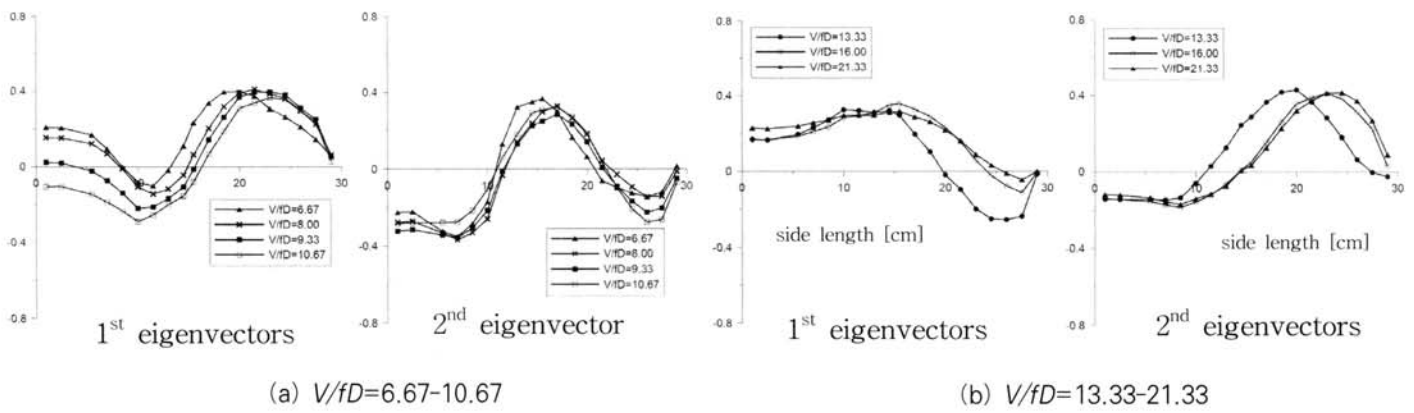 0.8
0.4
0
-0.4
-0.8
0
10
20
30
V/fD=6.67
V/fD=8.00
V/fD=9.33
V/fD=10.67
1st eigenvectors
0.8
0.4
0
-0.4
-0.8
0
10
20
30
V/fD=6.67
V/fD=8.00
V/fD=9.33
V/fD=10.67
2nd eigenvector
(a) V/fD=6.67-10.67
0.8
0.4
0
-0.4
-0.8
0
10
20
30
V/fD=13.33
V/fD=16.00
V/fD=21.33
side length [cm]
1st eigenvectors
0.8
0.4
0
-0.4
-0.8
0
10
20
30
V/fD=13.33
V/fD=16.00
V/fD=21.33
side length [cm]
2nd eigenvectors
(b) V/fD=13.33-21.33